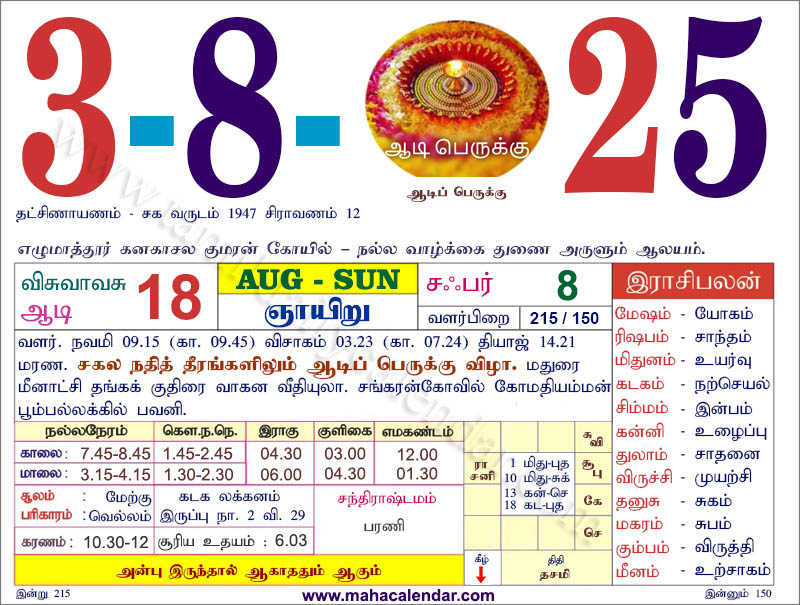 3-8- 25
ஆடி பெருக்கு
ஆடிப் பெருக்கு
தட்சிணாயணம் - சக வருடம் 1947 சிராவணம் 12
எழுமாத்தூர் கனகாசல குமரன் கோயில் – நல்ல வாழ்க்கை துணை அருளும் ஆலயம்.
விசுவாவசு
ஆடி 18
AUG - SUN
ஞாயிறு
சஃபர் 8
வளர்பிறை 215 / 150
வளர். நவமி 09.15 (கா. 09.45) விசாகம் 03.23 (கா. 07.24) தியாஜ் 14.21
மரண. சகல நதித் தீரங்களிலும் ஆடிப் பெருக்கு விழா. மதுரை
மீனாட்சி தங்கக் குதிரை வாகன வீதியுலா. சங்கரன்கோவில் கோமதியம்மன்
பூம்பல்லக்கில் பவனி.
நல்லநேரம் கௌ.ந.நெ. இராகு குளிகை எமகண்டம்
காலை: 7.45-8.45 1.45-2.45 04.30 03.00 12.00
மாலை: 3.15-4.15 1.30-2.30 06.00 04.30 01.30
சூலம் : மேற்கு
பரிகாரம் : வெல்லம்
கடக லக்கனம்
இருப்பு நா. 2 வி. 29
சந்திராஷ்டமம்
பரணி
கரணம் : 10.30-12 சூரிய உதயம் : 6.03
அன்பு இருந்தால் ஆகாததும் ஆகும்
சு வி
ரா சனி
1 மிது-புத
10 மிது-சுக்
13 கன்-செ
18 கட-புத
சூ பு
கே
செ
கீழ்
திதி
தசமி
இராசிபலன்
மேஷம் - யோகம்
ரிஷபம் - சாந்தம்
மிதுனம் - உயர்வு
கடகம் - நற்செயல்
சிம்மம் - இன்பம்
கன்னி - உழைப்பு
துலாம் - சாதனை
விருச்சி - முயற்சி
தனுசு - சுகம்
மகரம் - சுபம்
கும்பம் - விருத்தி
மீனம் - உற்சாகம்
இன்று 215
www.mahacalendar.com
இன்னும் 150